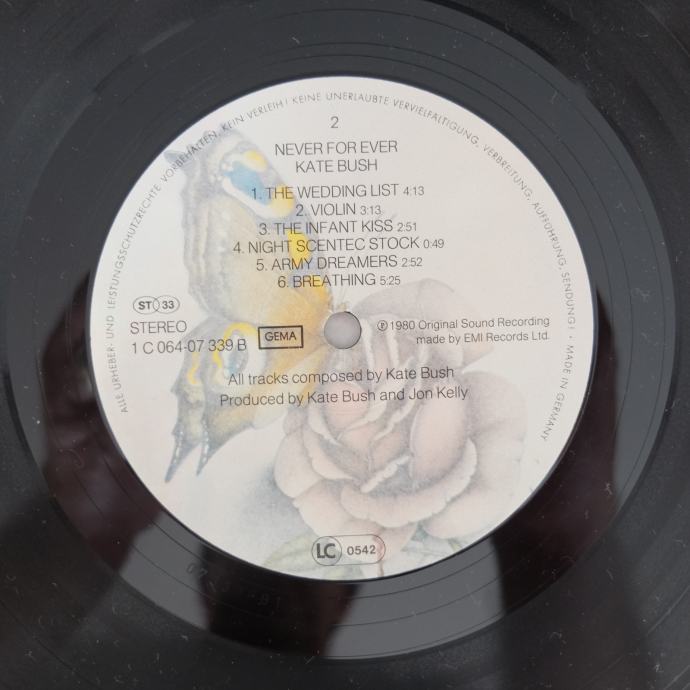 ALLE URHEBER- UND LEISTUNGSSCHUTZRECHTE VORBEHALTEN. KEIN VERLEIH! KEINE UNERLAUBTE VERVIELFÄLTIGUNG, VERBREITUNG, AUFFÜHRUNG, SENDUNG! • MADE IN GERMANY
2
NEVER FOR EVER
KATE BUSH
1. THE WEDDING LIST 4:13
2. VIOLIN 3:13
3. THE INFANT KISS 2:51
4. NIGHT SCENTEC STOCK 0:49
5. ARMY DREAMERS 2:52
6. BREATHING 5:25
ST 33
STEREO
1 C 064-07 339 B
GEMA
℗ 1980 Original Sound Recording
made by EMI Records Ltd.
All tracks composed by Kate Bush
Produced by Kate Bush and Jon Kelly
LC 0542